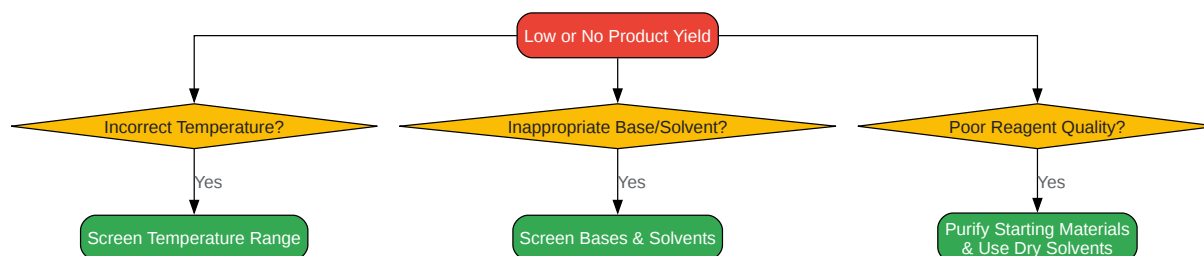 Low or No Product Yield
Incorrect Temperature?
Inappropriate Base/Solvent?
Poor Reagent Quality?
Yes
Yes
Yes
Screen Temperature Range
Screen Bases & Solvents
Purify Starting Materials
& Use Dry Solvents